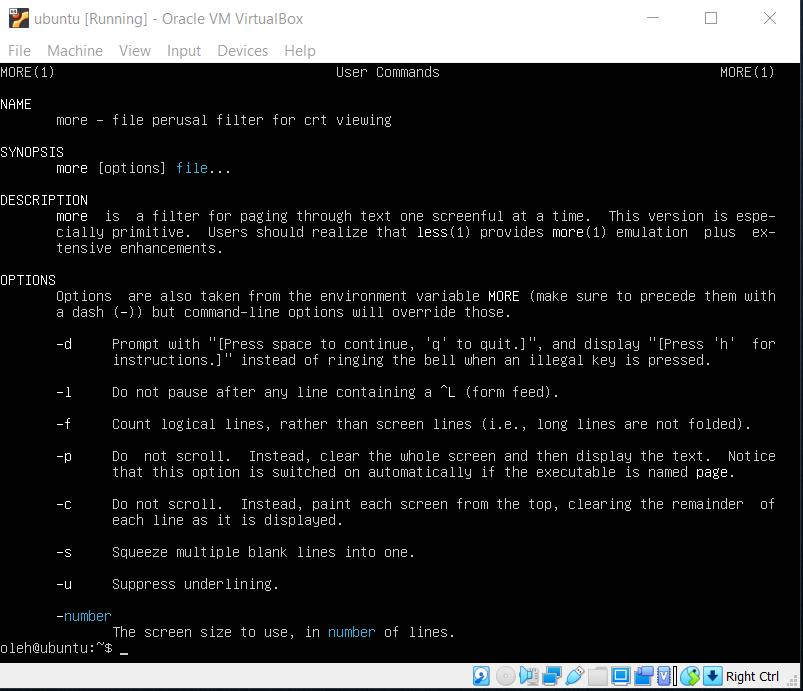 ubuntu [Running] - Oracle VM VirtualBox
File Machine View Input Devices Help
MORE(1) User Commands MORE(1)
NAME
more - file perusal filter for crt viewing
SYNOPSIS
more [options] file...
DESCRIPTION
more is a filter for paging through text one screenful at a time. This version is espe-
cially primitive. Users should realize that less(1) provides more(1) emulation plus ex-
tensive enhancements.
OPTIONS
Options are also taken from the environment variable MORE (make sure to precede them with
a dash (-)) but command-line options will override those.
-d Prompt with "[Press space to continue, 'q' to quit.]", and display "[Press 'h' for
instructions.]" instead of ringing the bell when an illegal key is pressed.
-l Do not pause after any line containing a ^L (form feed).
-f Count logical lines, rather than screen lines (i.e., long lines are not folded).
-p Do not scroll. Instead, clear the whole screen and then display the text. Notice
that this option is switched on automatically if the executable is named page.
-c Do not scroll. Instead, paint each screen from the top, clearing the remainder of
each line as it is displayed.
-s Squeeze multiple blank lines into one.
-u Suppress underlining.
-number
The screen size to use, in number of lines.
oleh@ubuntu:~$ _
Right Ctrl